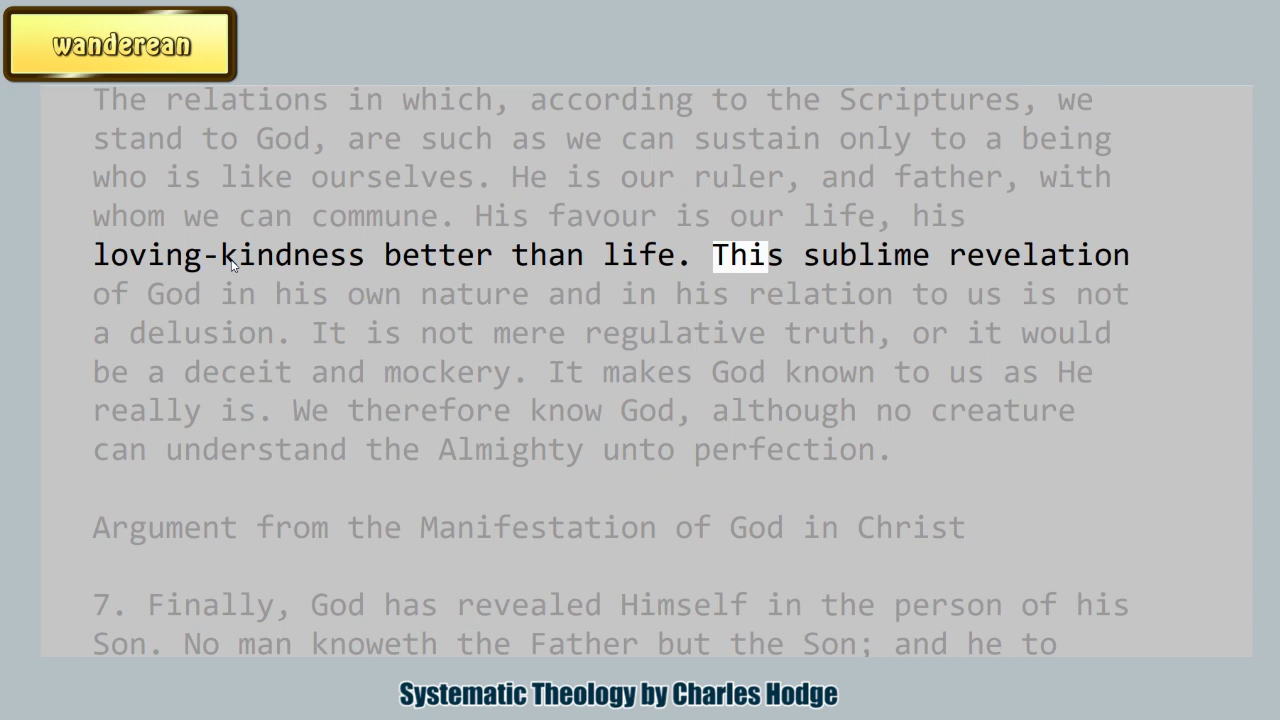 wanderean
The relations in which, according to the Scriptures, we
stand to God, are such as we can sustain only to a being
who is like ourselves. He is our ruler, and father, with
whom we can commune. His favour is our life, his
loving-kindness better than life. This sublime revelation
of God in his own nature and in his relation to us is not
a delusion. It is not mere regulative truth, or it would
be a deceit and mockery. It makes God known to us as He
really is. We therefore know God, although no creature
can understand the Almighty unto perfection.
Argument from the Manifestation of God in Christ
7. Finally, God has revealed Himself in the person of his
Son. No man knoweth the Father but the Son; and he to
Systematic Theology by Charles Hodge